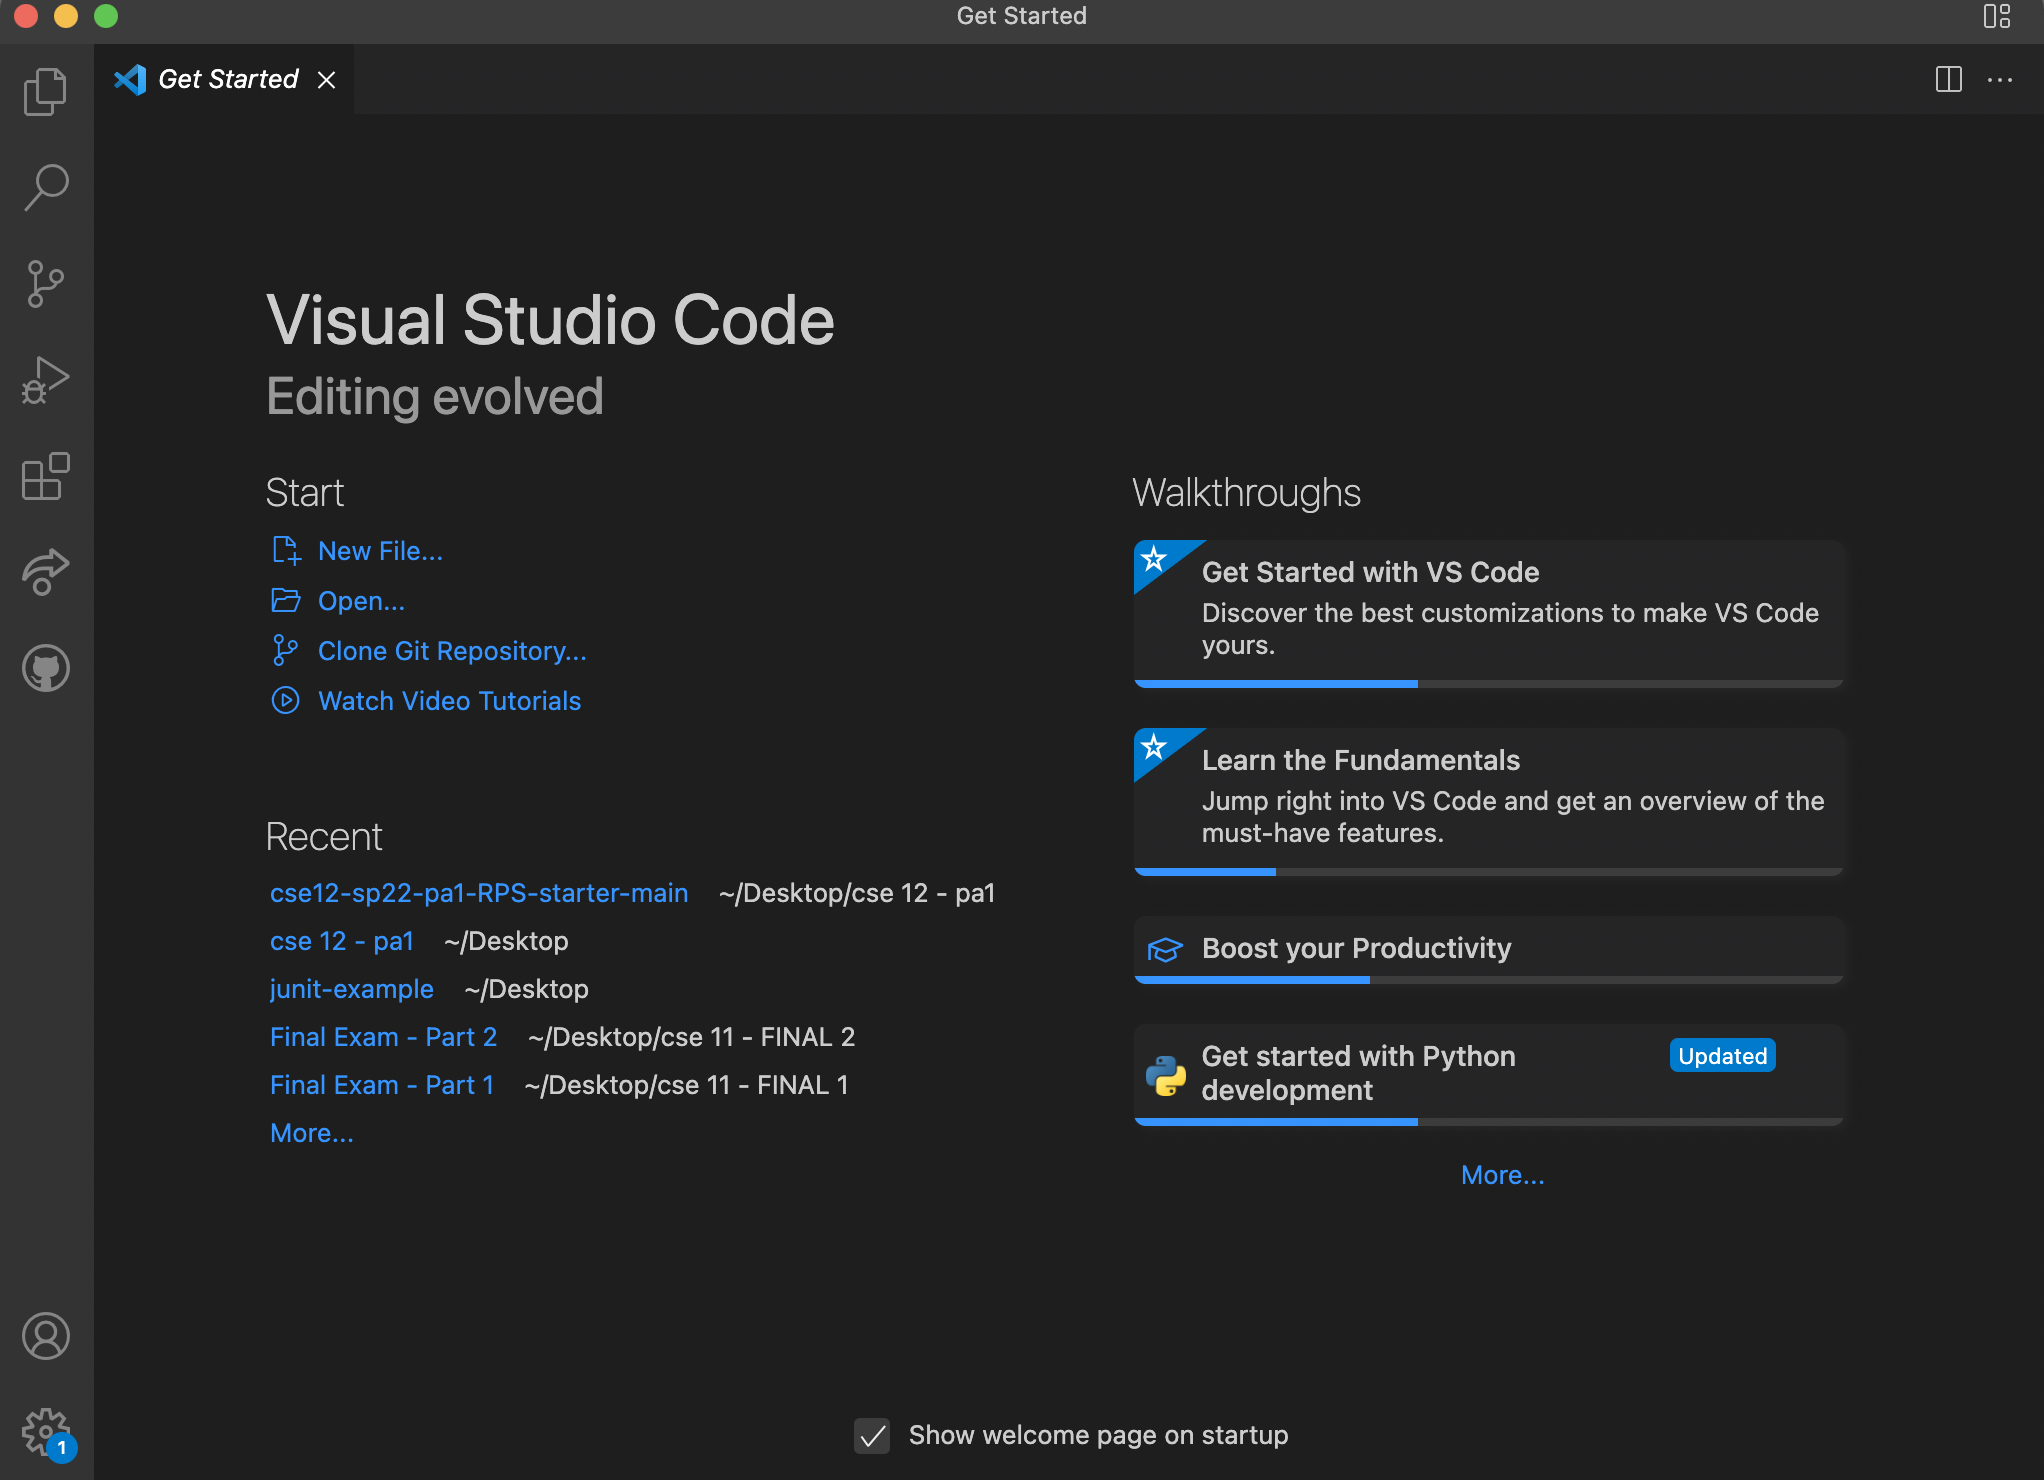 Get Started
Get Started
Visual Studio Code
Editing evolved
Start
New File...
Open...
Clone Git Repository...
Watch Video Tutorials
Recent
cse12-sp22-pa1-RPS-starter-main ~/Desktop/cse 12 - pa1
cse 12 - pa1 ~/Desktop
junit-example ~/Desktop
Final Exam - Part 2 ~/Desktop/cse 11 - FINAL 2
Final Exam - Part 1 ~/Desktop/cse 11 - FINAL 1
More...
Walkthroughs
Get Started with VS Code
Discover the best customizations to make VS Code
yours.
Learn the Fundamentals
Jump right into VS Code and get an overview of the
must-have features.
Boost your Productivity
Get started with Python Updated
development
More...
1
Show welcome page on startup